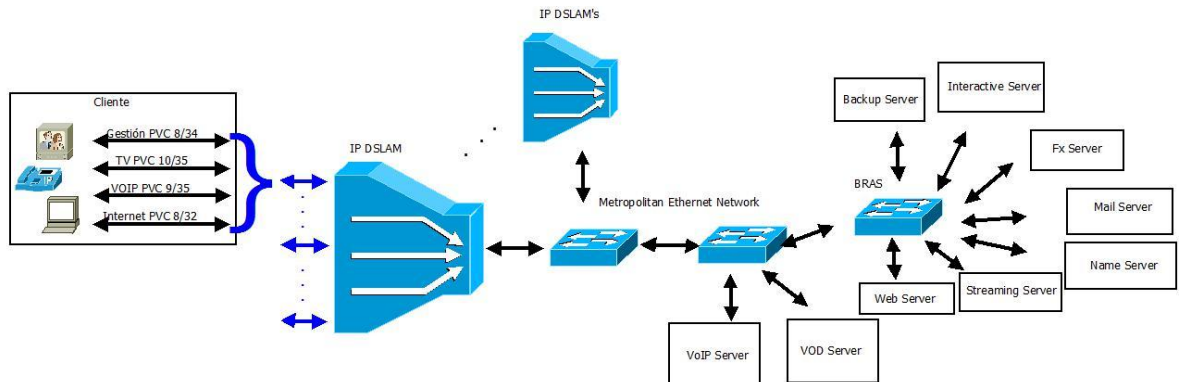 IP DSLAM's
Cliente
Gestión PVC 8/34
TV PVC 10/35
VOIP PVC 9/35
Internet PVC 8/32
IP DSLAM
Metropolitan Ethernet Network
BRAS
Backup Server
Interactive Server
Fx Server
Mail Server
Name Server
Streaming Server
Web Server
VoIP Server
VOD Server